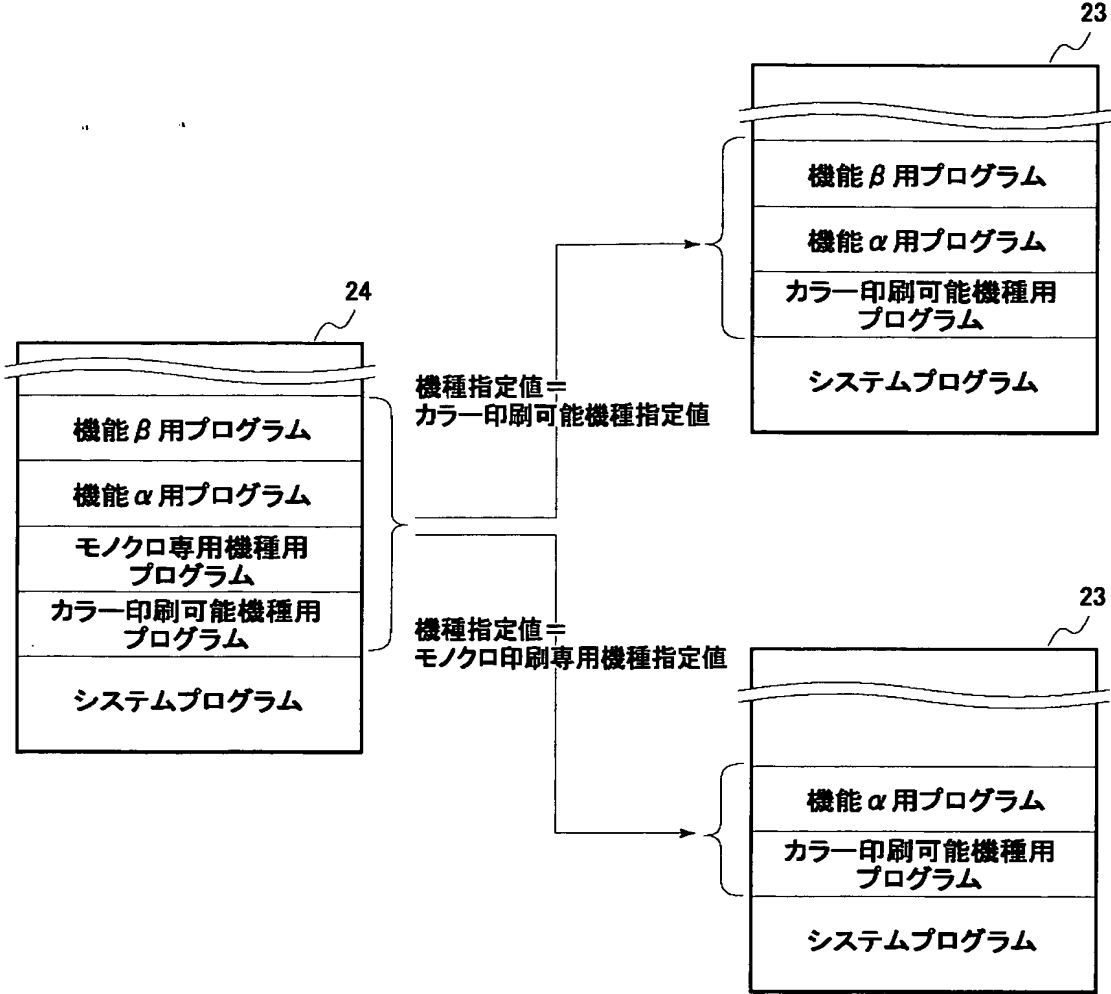 23
機能β用プログラム
機能α用プログラム
カラー印刷可能機種用
プログラム
システムプログラム
24
機能β用プログラム
機能α用プログラム
モノクロ専用機種用
プログラム
カラー印刷可能機種用
プログラム
システムプログラム
機種指定値＝
カラー印刷可能機種指定値
機種指定値＝
モノクロ印刷専用機種指定値
23
機能α用プログラム
カラー印刷可能機種用
プログラム
システムプログラム